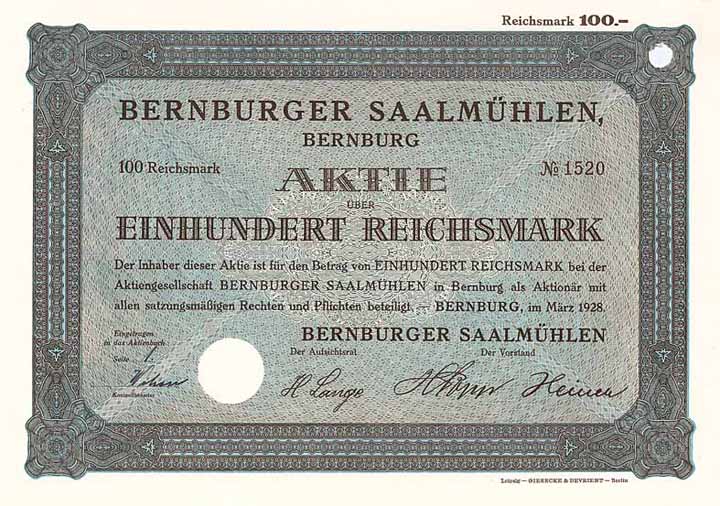 Reichsmark 100.–
BERNBURGER SAALMÜHLEN,
BERNBURG
100 Reichsmark
№ 1520
AKTIE
ÜBER
EINHUNDERT REICHSMARK
Der Inhaber dieser Aktie ist für den Betrag von EINHUNDERT REICHSMARK bei der
Aktiengesellschaft BERNBURGER SAALMÜHLEN in Bernburg als Aktionär mit
allen satzungsmäßigen Rechten und Pflichten beteiligt. — BERNBURG, im März 1928.
Eingetragen
in das Aktienbuch:
Seite
BERNBURGER SAALMÜHLEN
Der Aufsichtsrat
Der Vorstand
H Lange
Kontrollbeamter
Leipzig — GIESECKE & DEVRIENT — Berlin